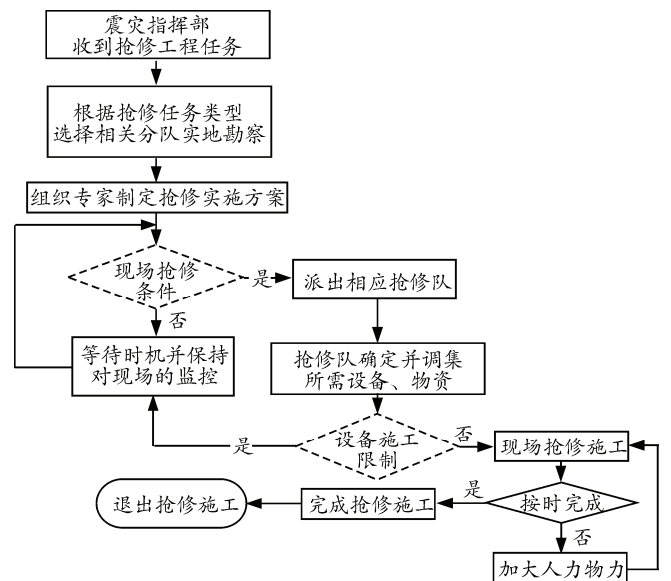 震灾指挥部
收到抢修工程任务
根据抢修任务类型
选择相关分队实地勘察
组织专家制定抢修实施方案
现场抢修
条件
是
派出相应抢修队
否
等待时机并保持
对现场的监控
抢修队确定并调集
所需设备、物资
设备施工
限制
是
否
现场抢修施工
按时完成
是
完成抢修施工
退出抢修施工
否
加大人力物力